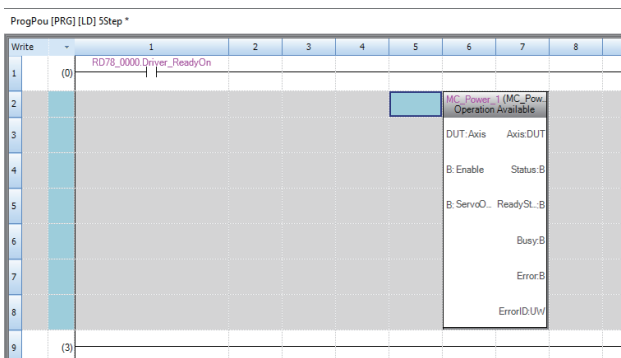 ProgPou [PRG] [LD] 5Step *
Write 1 2 3 4 5 6 7 8
RD78_0000.Driver_ReadyOn
1 (0)
2 MC_Power_1 (MC_Pow..
Operation Available
3 DUT:Axis Axis:DUT
4 B: Enable Status:B
5 B: ServoO... ReadySt...:B
6 Busy:B
7 Error:B
8 ErrorID:UW
9 (3)